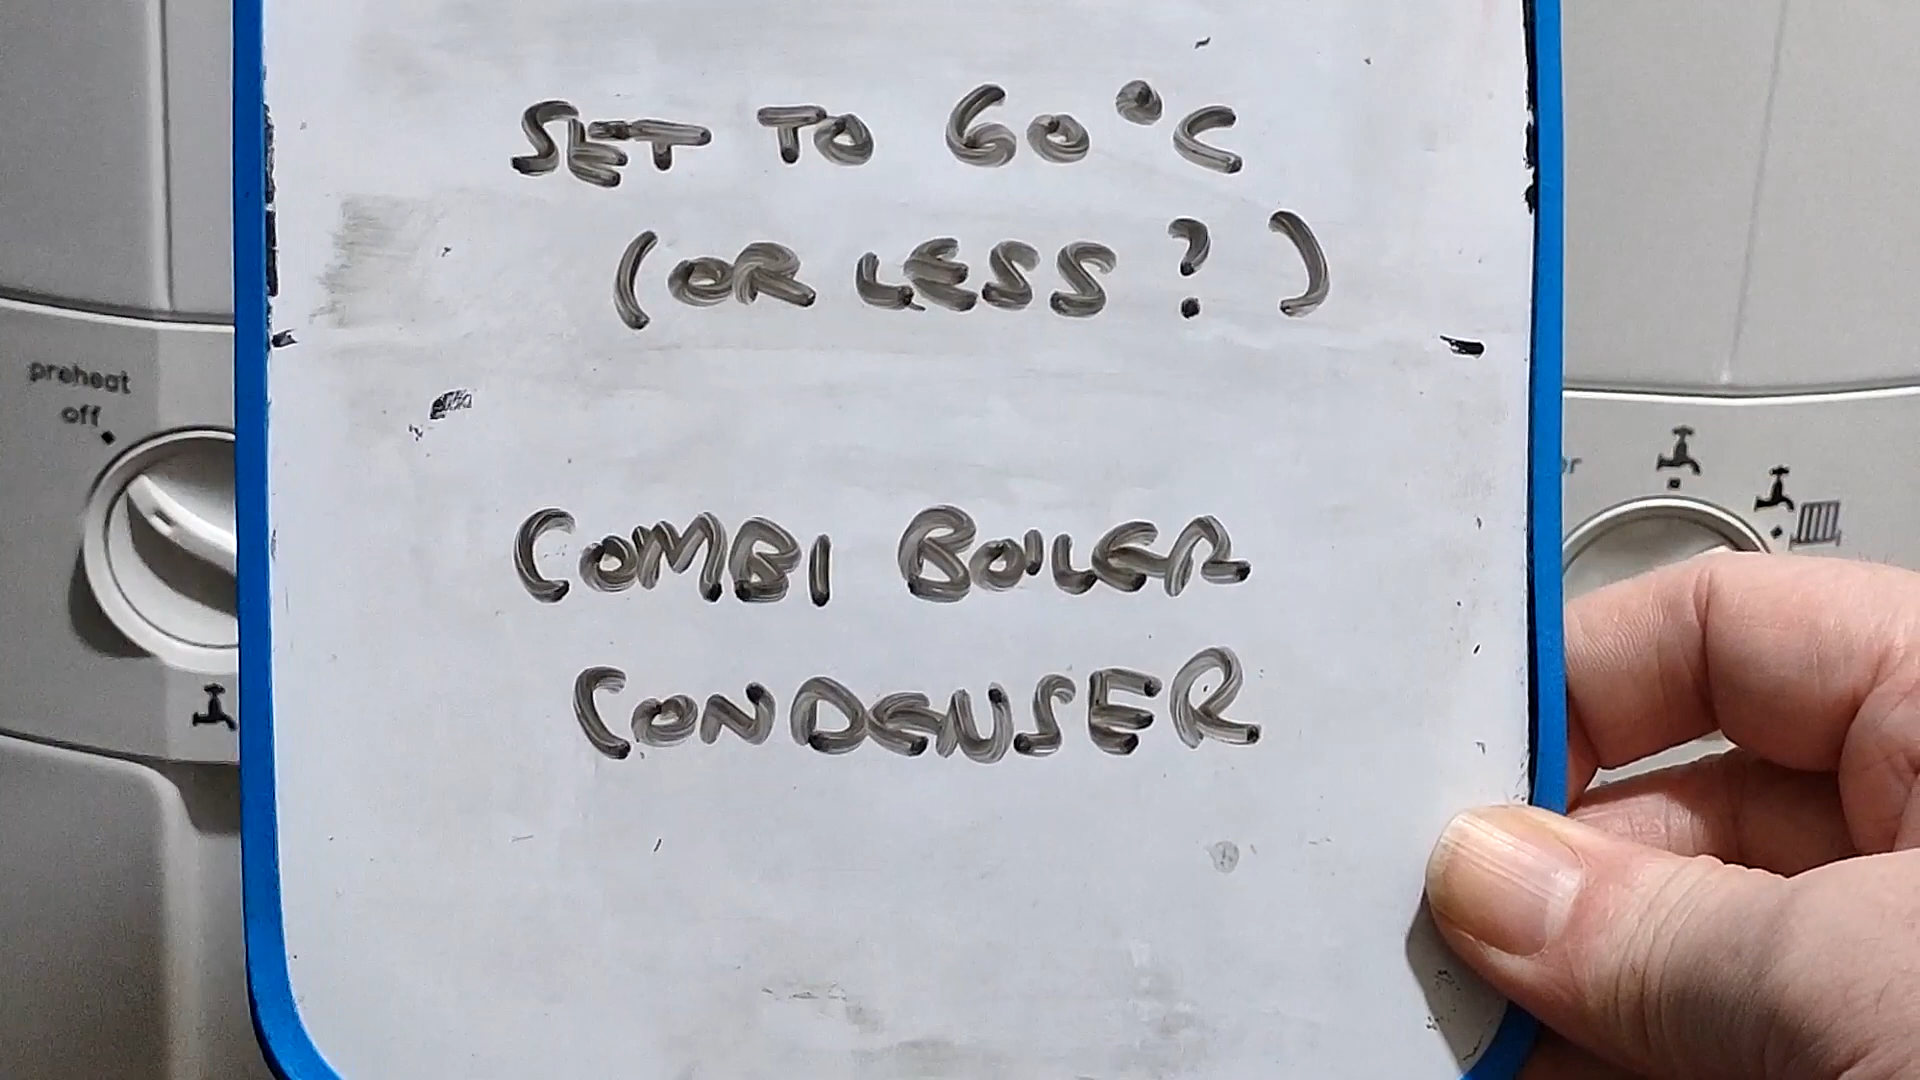 SET TO 60°C
(OR LESS?)
preheat
off
COMBI BOILER
CONDENSER